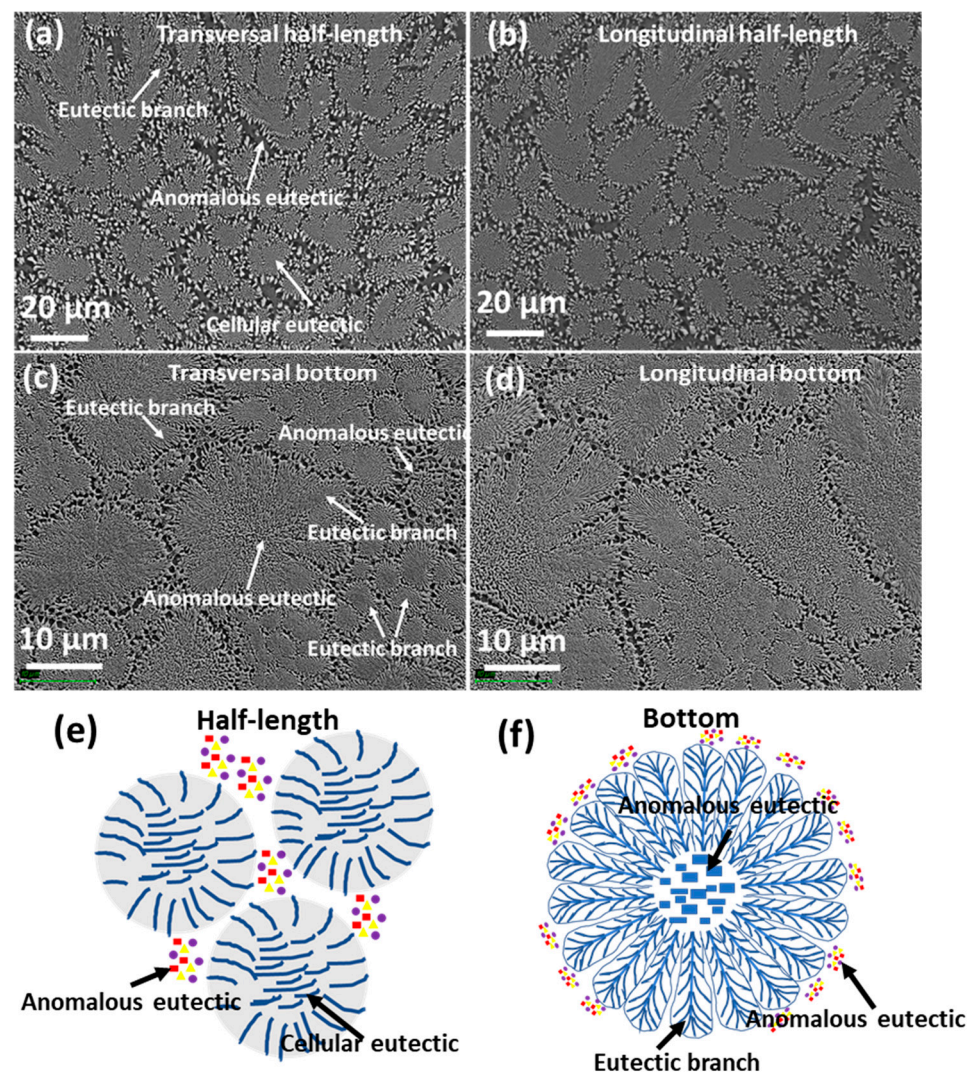 (a)
Transversal half-length
Eutectic branch
Anomalous eutectic
Cellular eutectic
20 μm
(b)
Longitudinal half-length
20 μm
(c)
Transversal bottom
Eutectic branch
Anomalous eutectic
Eutectic branch
Anomalous eutectic
Eutectic branch
10 μm
(d)
Longitudinal bottom
10 μm
(e)
Half-length
Anomalous eutectic
Cellular eutectic
(f)
Bottom
Anomalous eutectic
Anomalous eutectic
Eutectic branch